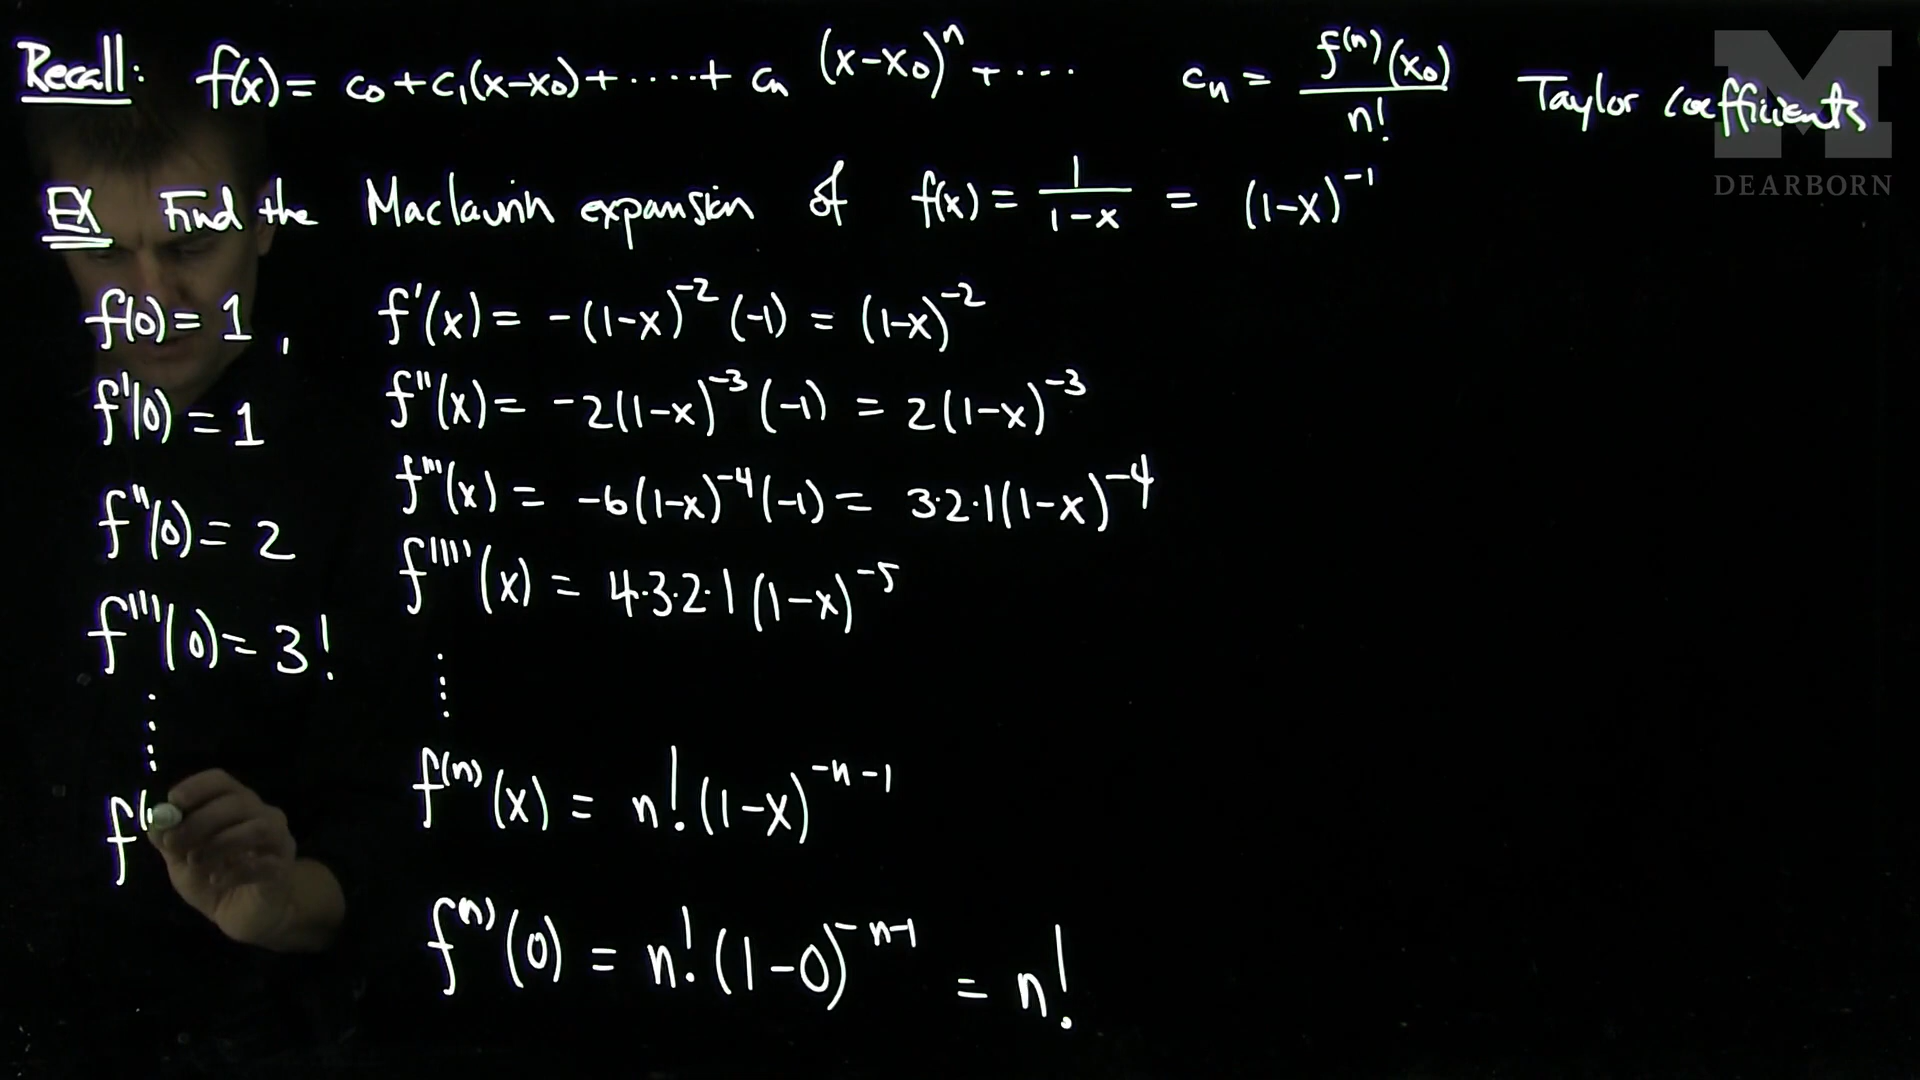 Recall: f(x) = c₀ + c₁(x-x₀) + ····· + cₙ (x-x₀)ⁿ + ··· cₙ = f⁽ⁿ⁾(x₀) / n! Taylor coefficients
M
DEARBORN
EX Find the Maclaurin expansion of f(x) = 1/(1-x) = (1-x)⁻¹
f(0) = 1 , f'(x) = -(1-x)⁻² (-1) = (1-x)⁻²
f'(0) = 1 f''(x) = -2(1-x)⁻³ (-1) = 2(1-x)⁻³
f''(0) = 2 f'''(x) = -6(1-x)⁻⁴ (-1) = 3·2·1(1-x)⁻⁴
f''''(x) = 4·3·2·1 (1-x)⁻⁵
f'''(0) = 3!
⋮ ⋮
f( f⁽ⁿ⁾(x) = n! (1-x)⁻ⁿ⁻¹
f⁽ⁿ⁾(0) = n! (1-0)⁻ⁿ⁻¹ = n!